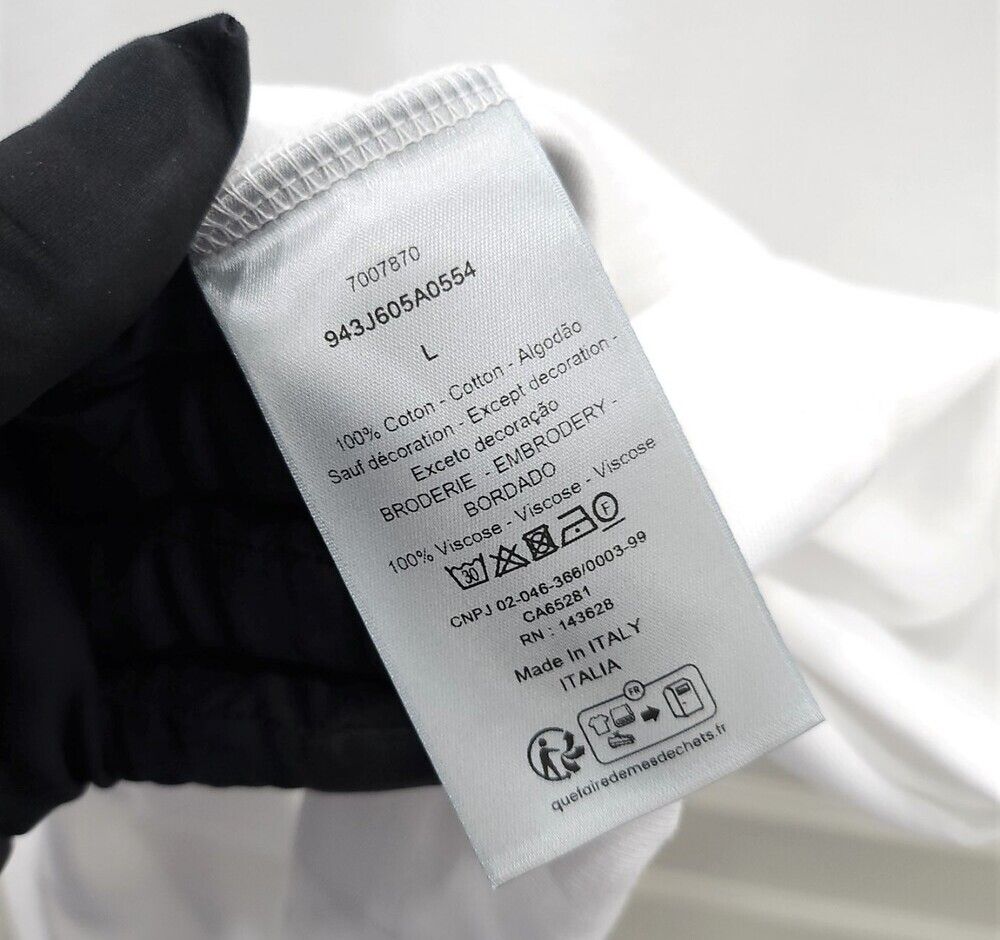 7007870
943J605A0554
L
100% Coton - Cotton - Algodão
Sauf décoration - Except decoration -
Exceto decoração
BRODERIE - EMBRODERY -
BORDADO
100% Viscose - Viscose - Viscose
30 F
CNPJ 02-046-366/0003-99
CA65281
RN : 143628
Made In ITALY
ITALIA
FR
quefairedemesdechets.fr